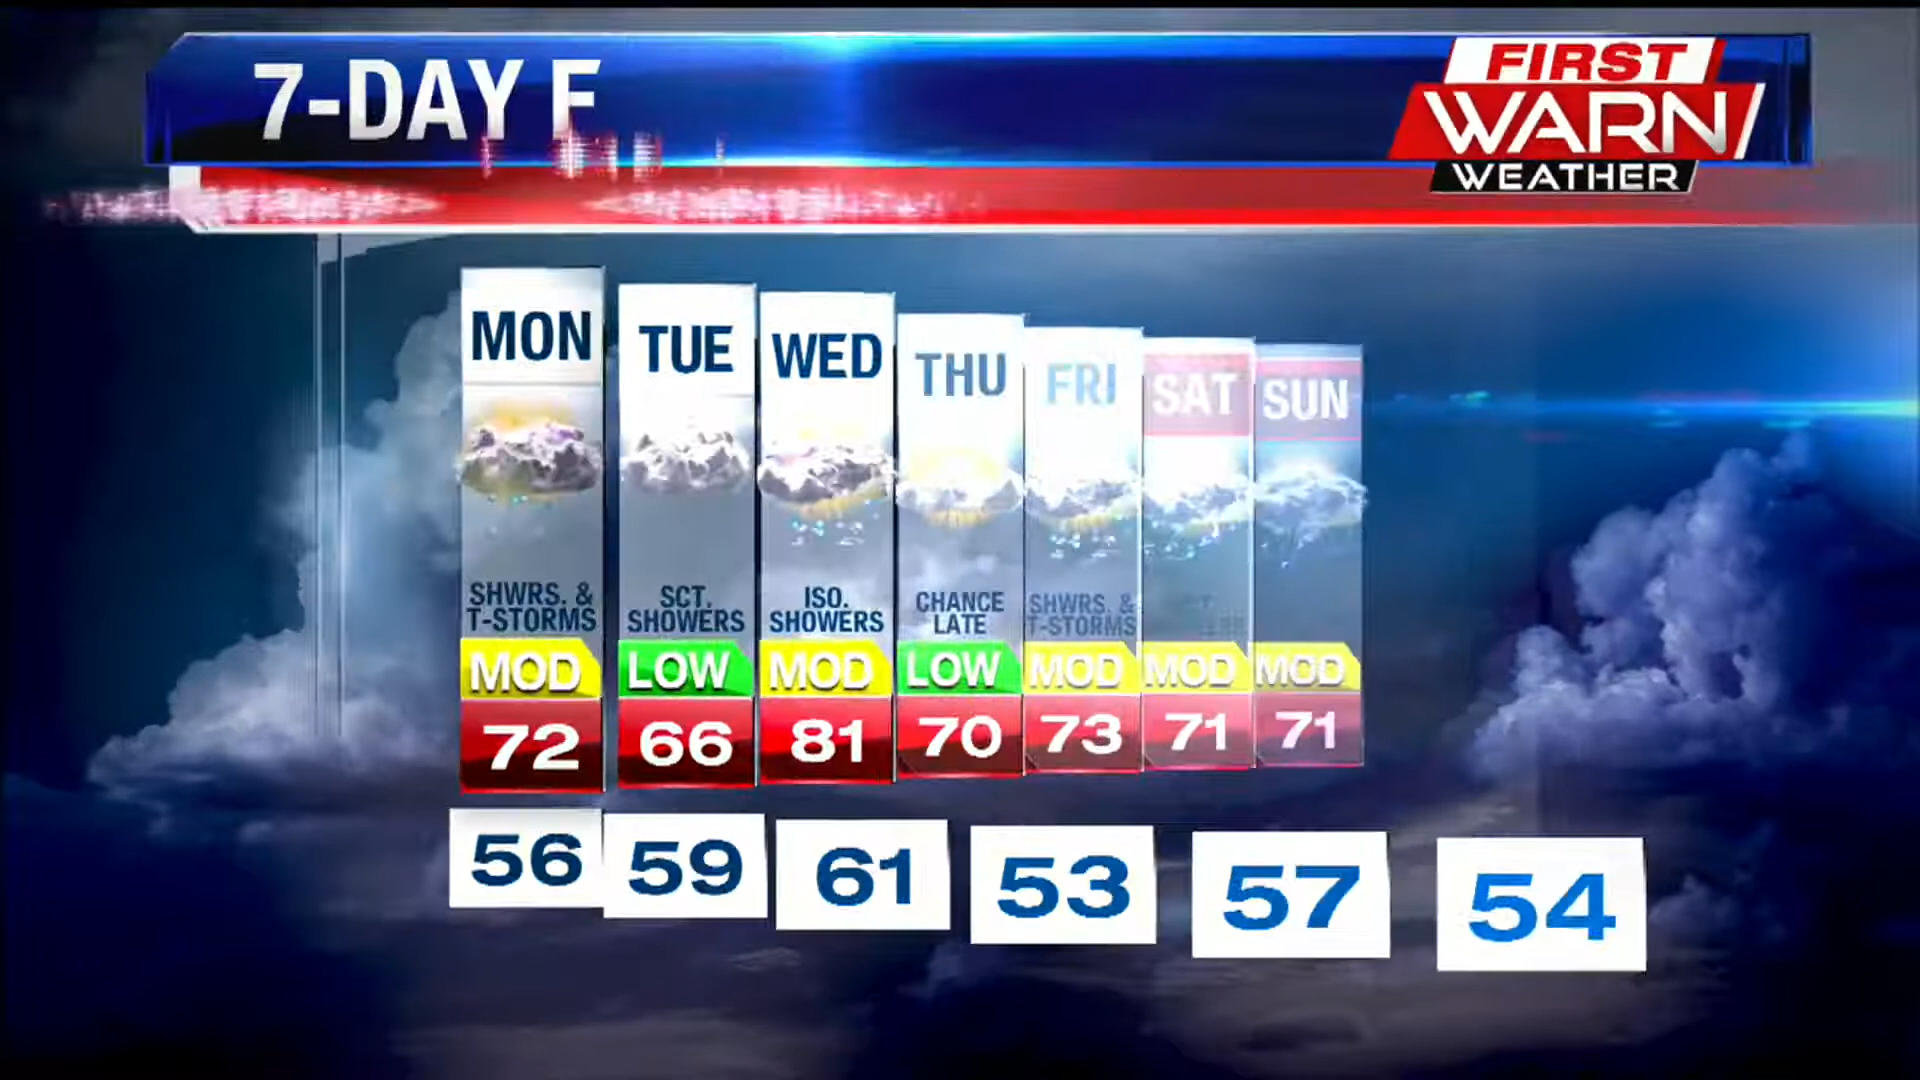 7-DAY F
FIRST
WARN
WEATHER
MON
TUE
WED
THU
FRI
SAT
SUN
SHWRS. &
T-STORMS
SCT.
SHOWERS
ISO.
SHOWERS
CHANCE
LATE
SHWRS. &
T-STORMS
MOD
LOW
MOD
LOW
MOD
MOD
MOD
72
66
81
70
73
71
71
56
59
61
53
57
54